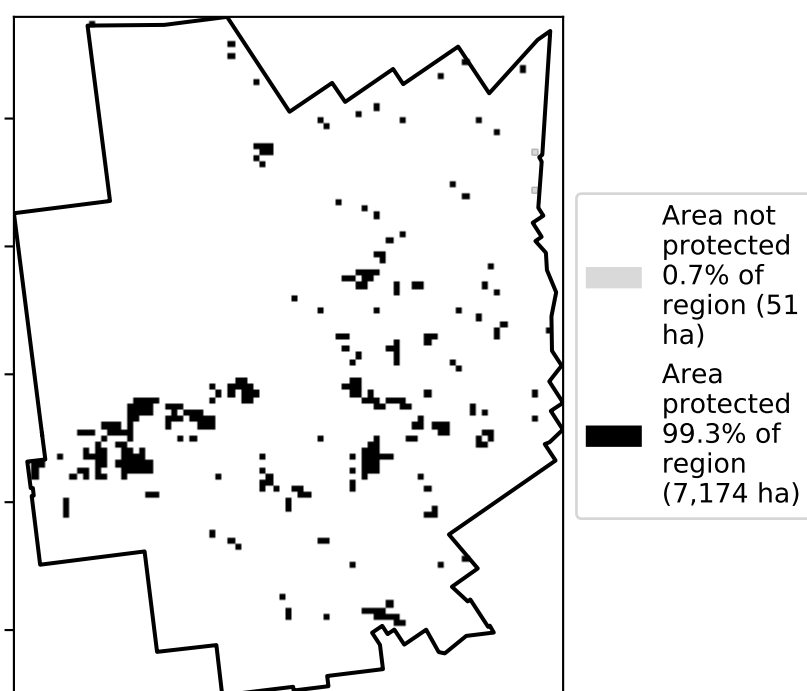 Area not
protected
0.7% of
region (51
ha)
Area
protected
99.3% of
region
(7,174 ha)